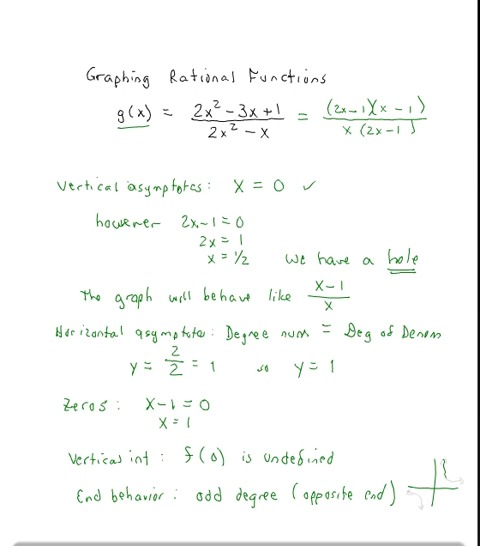 Graphing Rational Functions
g(x) = (2x² - 3x + 1)/(2x² - x) = ((2x-1)(x-1))/(x(2x-1))
Vertical asymptotes: x = 0 ✓
however 2x-1 = 0
2x = 1
x = 1/2 we have a hole
The graph will behave like (x-1)/x
Horizontal asymptote: Degree num = Deg of Denom
y = 2/2 = 1 so y = 1
Zeros: x-1 = 0
x = 1
Vertical int: f(0) is undefined
End behavior: odd degree (opposite end)